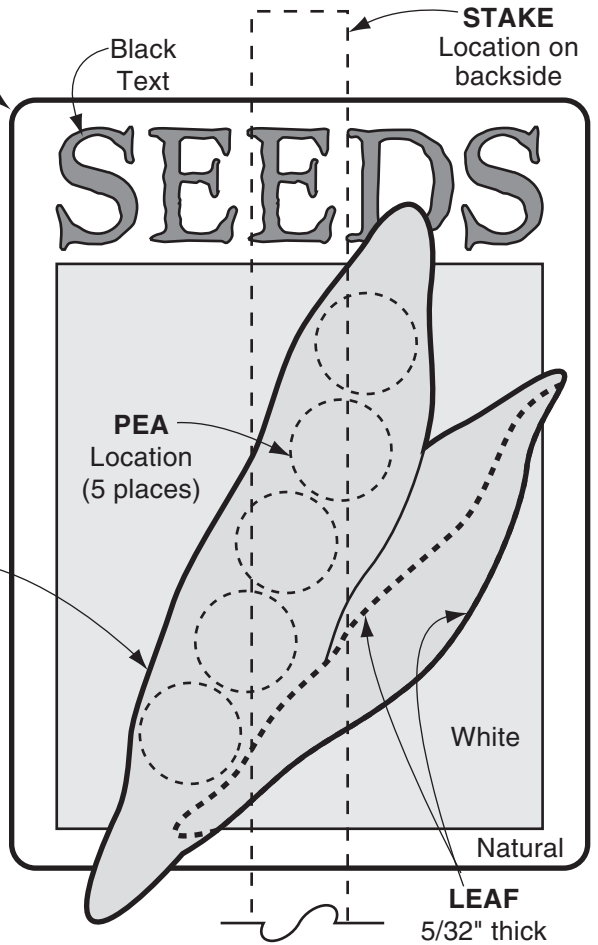 STAKE
Location on
backside
Black
Text
SEEDS
PEA
Location
(5 places)
White
Natural
LEAF
5/32" thick